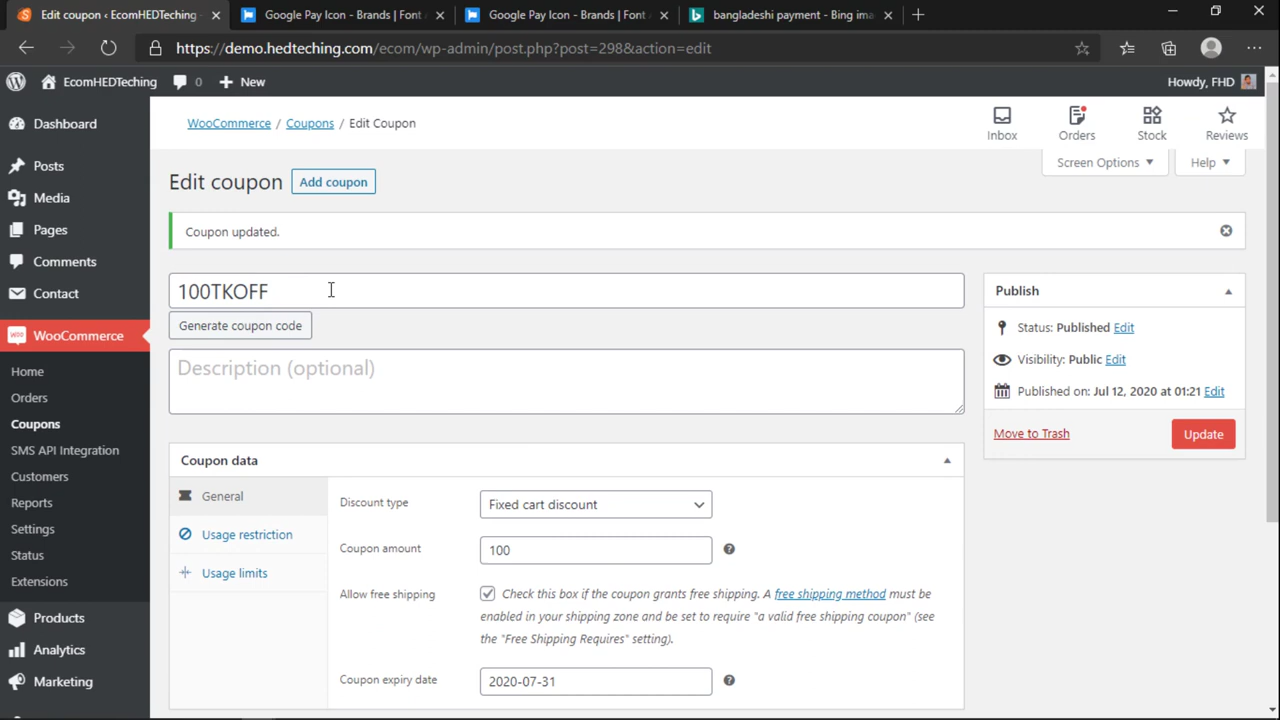 Edit coupon ‹ EcomHEDTeching - 
Google Pay Icon - Brands | Font A
Google Pay Icon - Brands | Font A
bangladeshi payment - Bing ima
https://demo.hedteching.com/ecom/wp-admin/post.php?post=298&action=edit
EcomHEDTeching 0 New Howdy, FHD
Dashboard
Posts
Media
Pages
Comments
Contact
WooCommerce
Home
Orders
Coupons
SMS API Integration
Customers
Reports
Settings
Status
Extensions
Products
Analytics
Marketing
WooCommerce / Coupons / Edit Coupon
Inbox
Orders
Stock
Reviews
Screen Options
Help
Edit coupon Add coupon
Coupon updated.
100TKOFF
Generate coupon code
Description (optional)
Publish
Status: Published Edit
Visibility: Public Edit
Published on: Jul 12, 2020 at 01:21 Edit
Move to Trash Update
Coupon data
General
Usage restriction
Usage limits
Discount type Fixed cart discount
Coupon amount 100
Allow free shipping Check this box if the coupon grants free shipping. A free shipping method must be
enabled in your shipping zone and be set to require "a valid free shipping coupon" (see
the "Free Shipping Requires" setting).
Coupon expiry date 2020-07-31